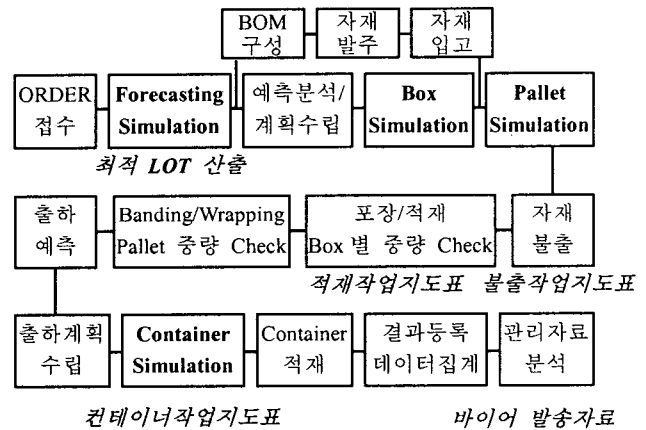 BOM
구성
자재
발주
자재
입고
ORDER
접수
Forecasting
Simulation
예측분석/
계획수립
Box
Simulation
Pallet
Simulation
최적 LOT 산출
출하
예측
Banding/Wrapping
Pallet 중량 Check
포장/적재
Box별 중량 Check
자재
불출
적재작업지도표 불출작업지도표
출하계획
수립
Container
Simulation
Container
적재
결과등록
데이터집계
관리자료
분석
컨테이너작업지도표
바이어 발송자료